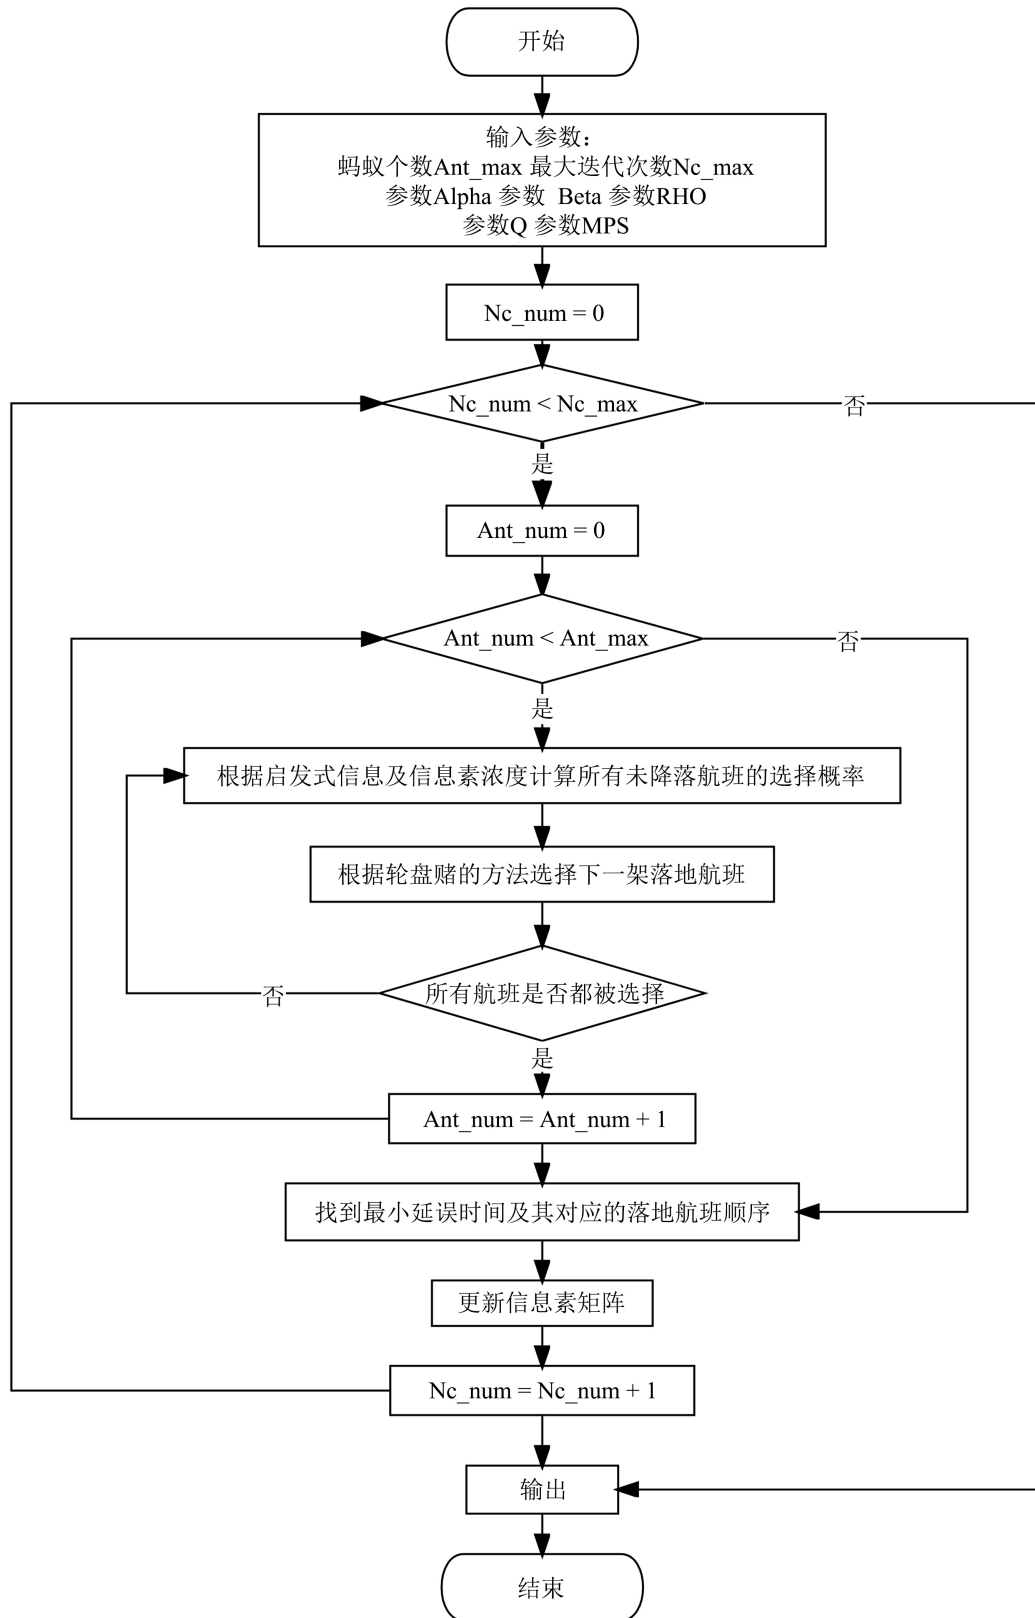 开始
输入参数：
蚂蚁个数Ant_max 最大迭代次数Nc_max
参数Alpha 参数 Beta 参数RHO
参数Q 参数MPS
Nc_num = 0
Nc_num < Nc_max
否
是
Ant_num = 0
Ant_num < Ant_max
否
是
根据启发式信息及信息素浓度计算所有未降落航班的选择概率
根据轮盘赌的方法选择下一架落地航班
所有航班是否都被选择
否
是
Ant_num = Ant_num + 1
找到最小延误时间及其对应的落地航班顺序
更新信息素矩阵
Nc_num = Nc_num + 1
输出
结束